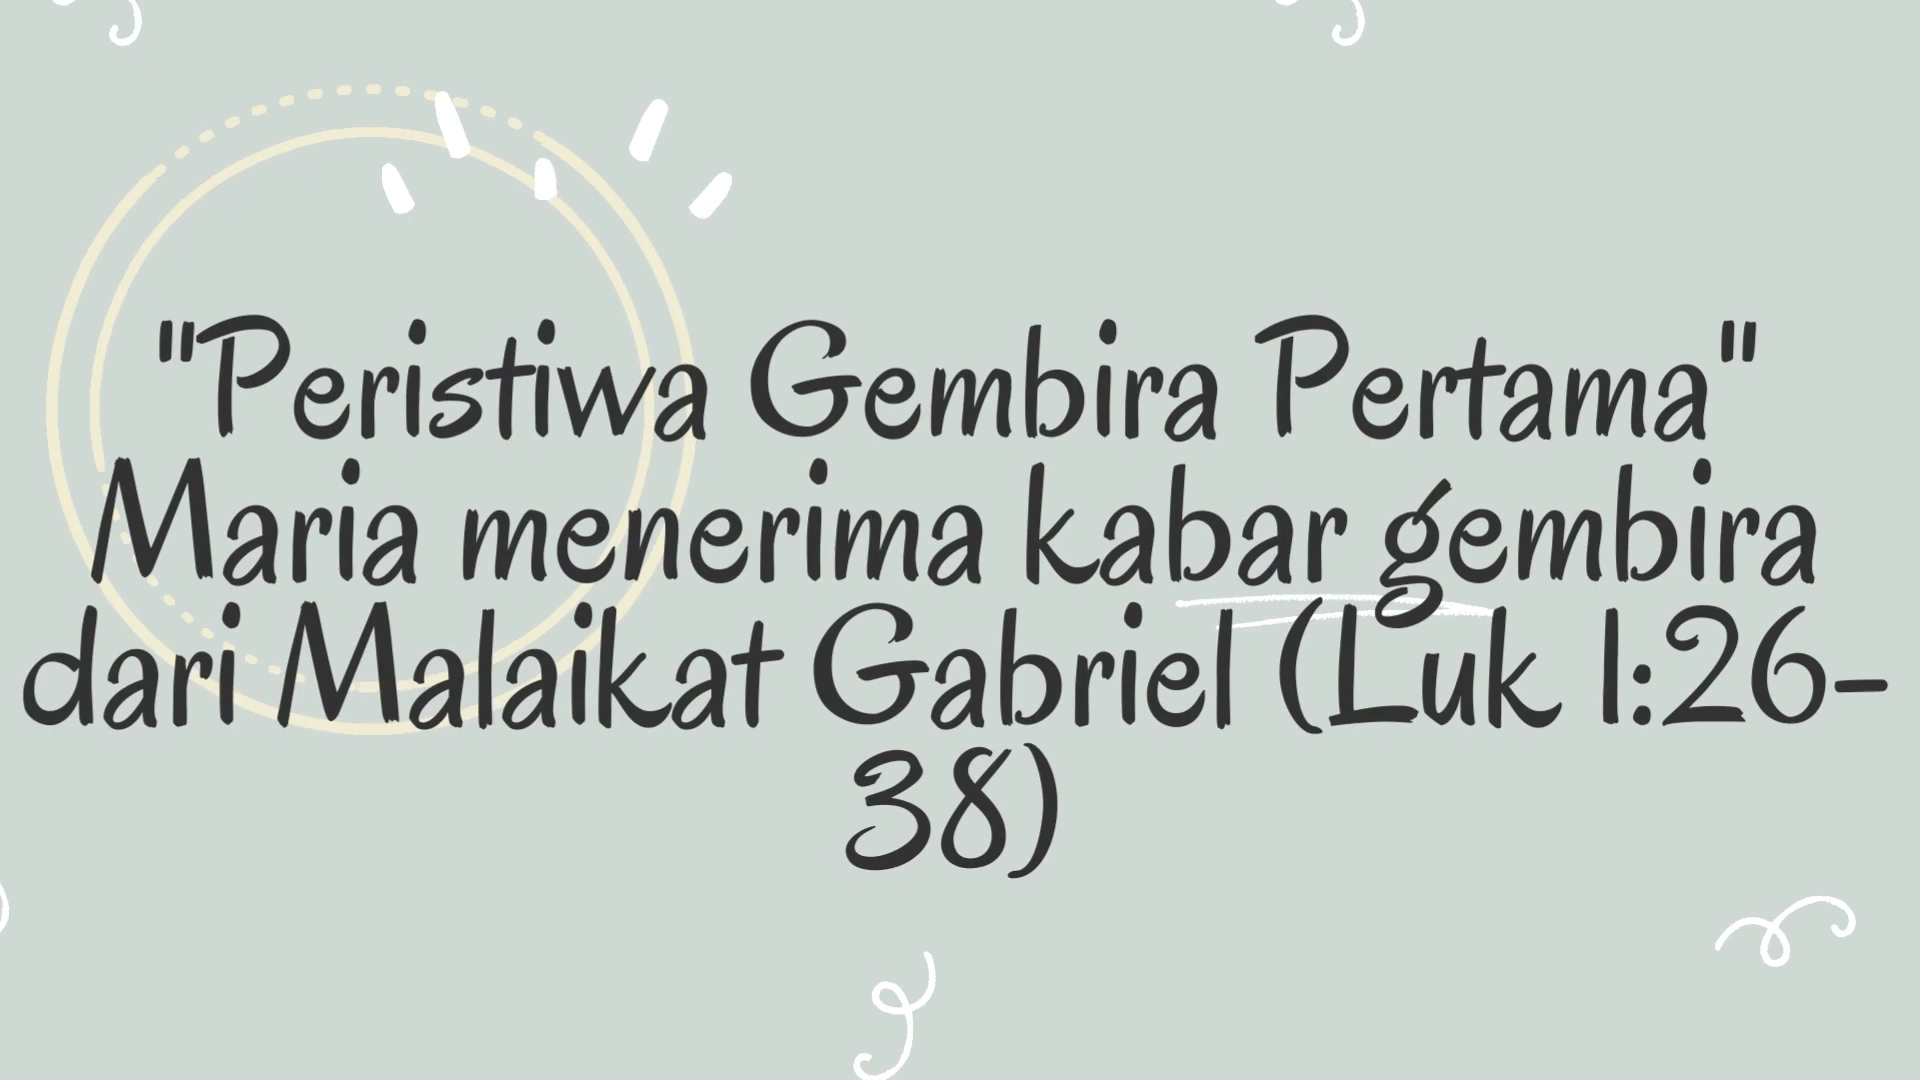 "Peristiwa Gembira Pertama"
Maria menerima kabar gembira
dari Malaikat Gabriel (Luk 1:26-
38)